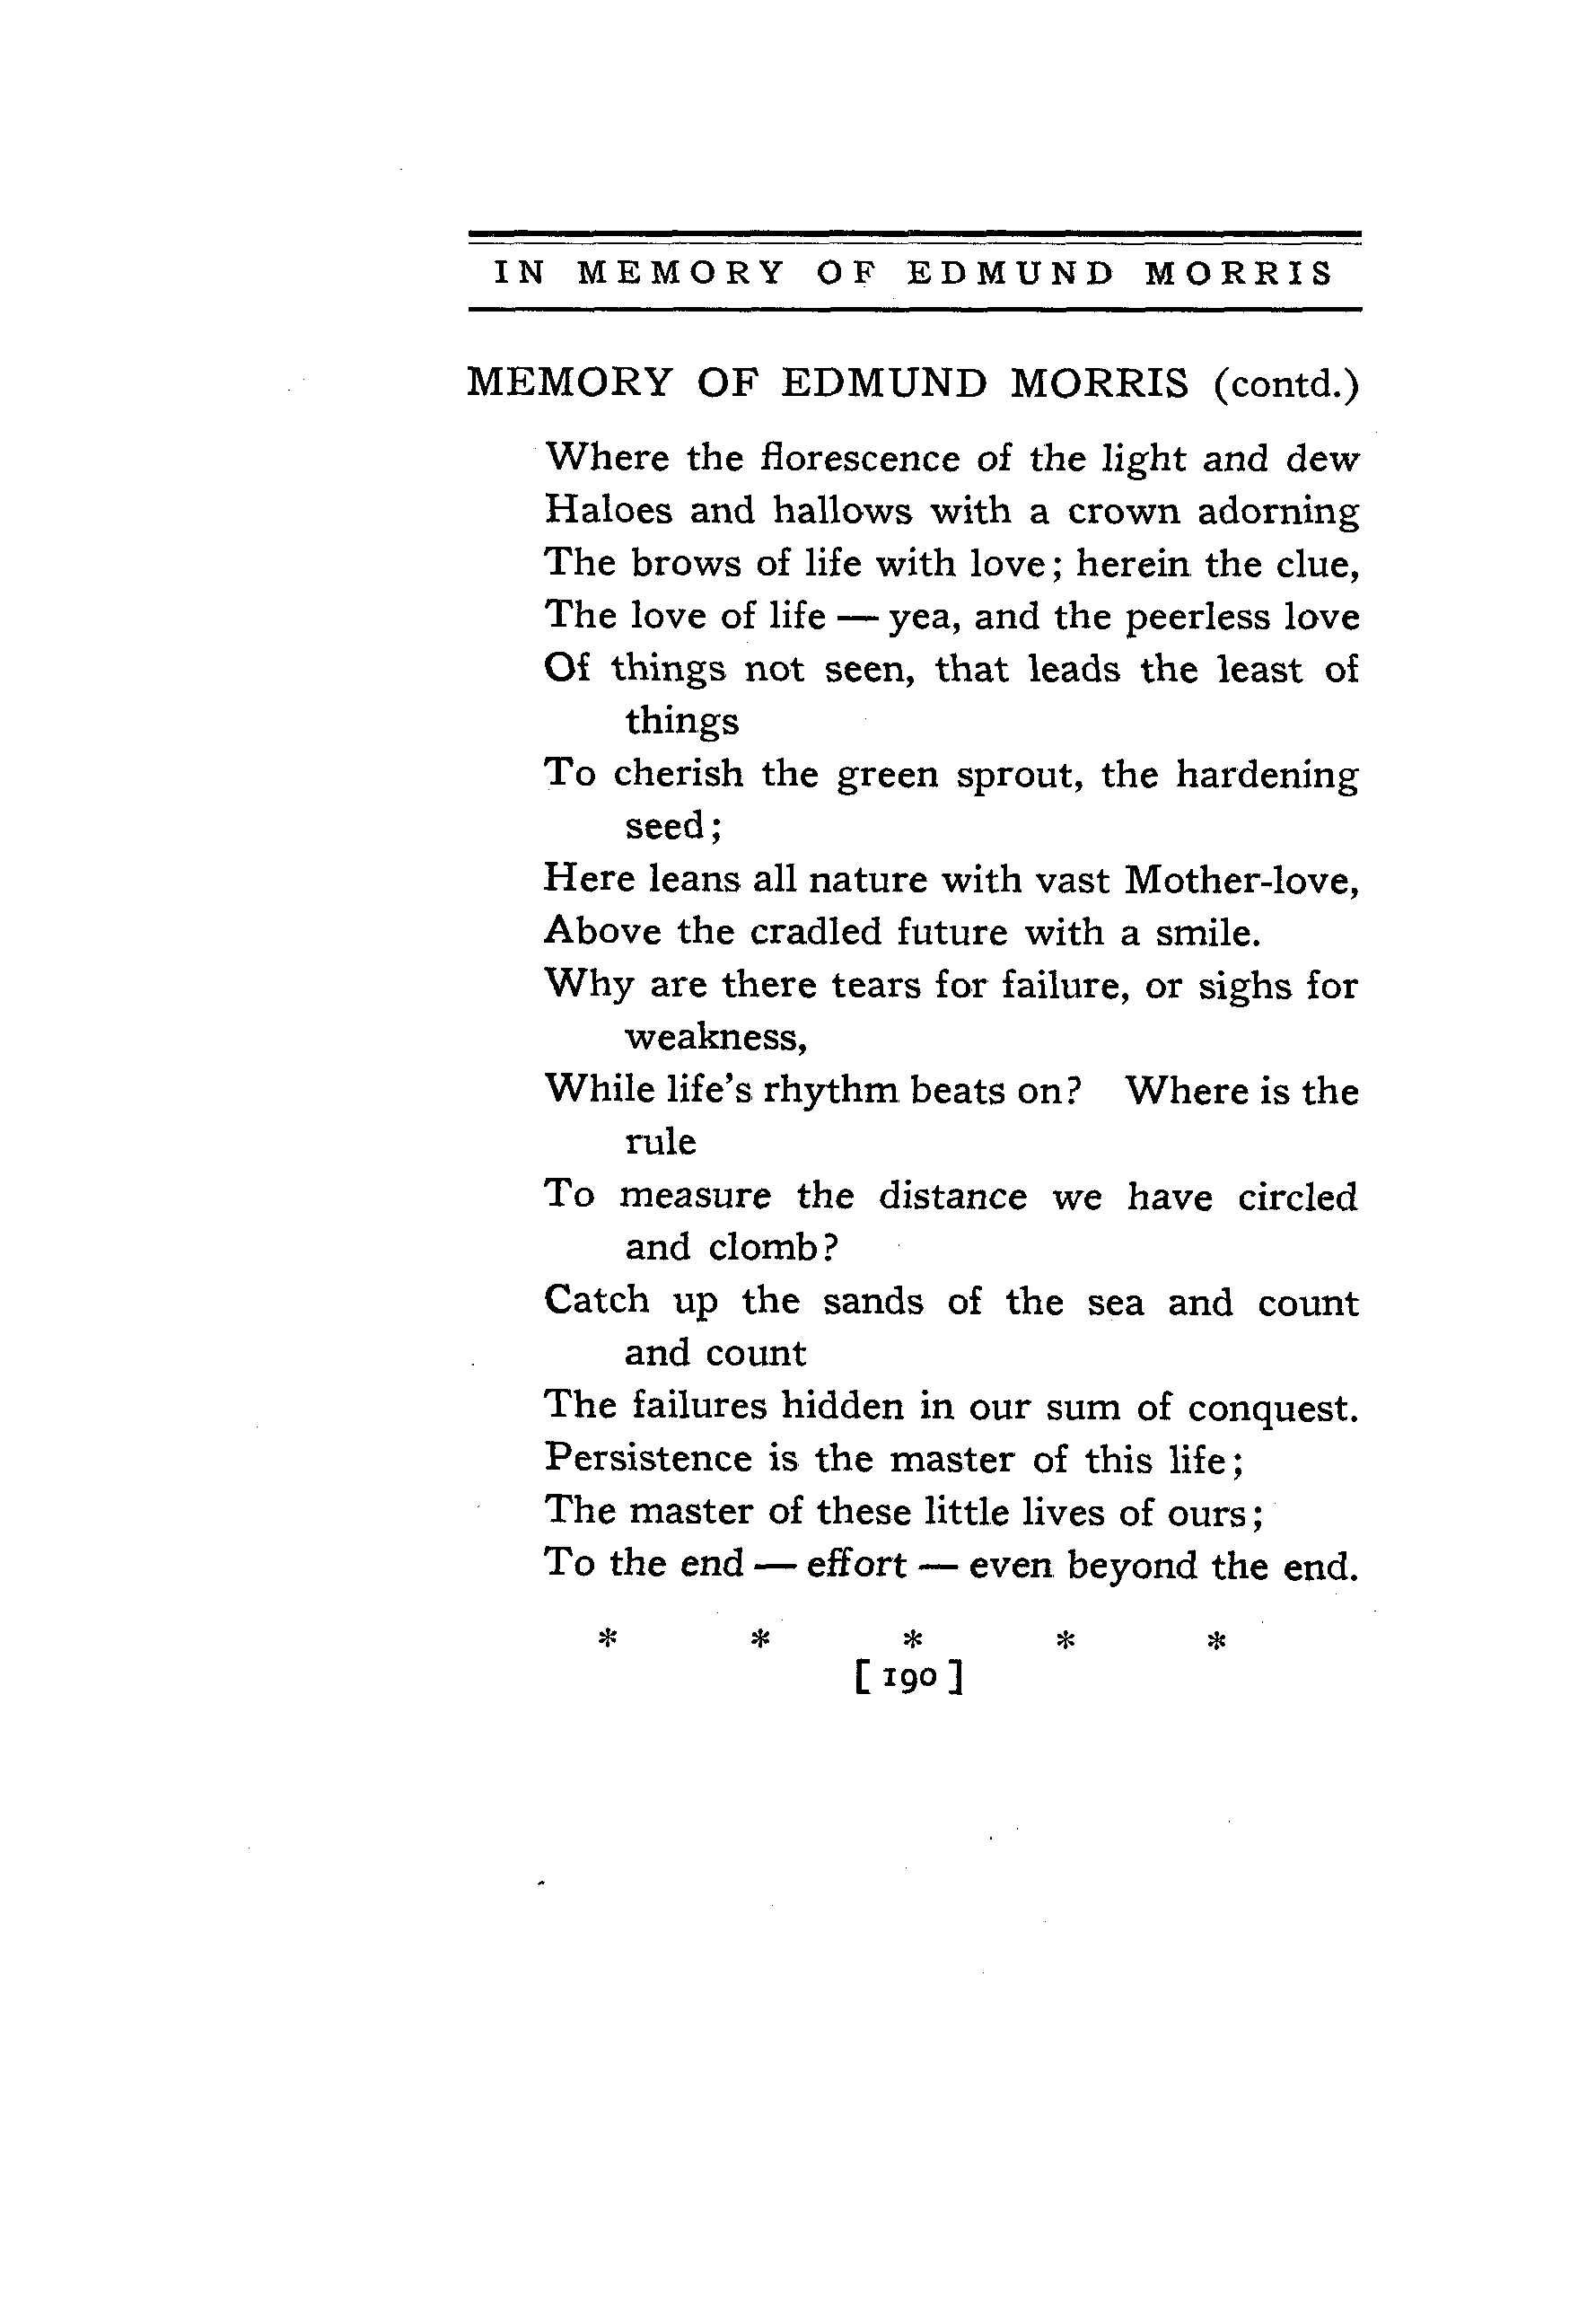 IN MEMORY OF EDMUND MORRIS
MEMORY OF EDMUND MORRIS (contd.)
Where the florescence of the light and dew
Haloes and hallows with a crown adorning
The brows of life with love; herein the clue,
The love of life — yea, and the peerless love
Of things not seen, that leads the least of
things
To cherish the green sprout, the hardening
seed;
Here leans all nature with vast Mother-love,
Above the cradled future with a smile.
Why are there tears for failure, or sighs for
weakness,
While life's rhythm beats on? Where is the
rule
To measure the distance we have circled
and clomb?
Catch up the sands of the sea and count
and count
The failures hidden in our sum of conquest.
Persistence is the master of this life;
The master of these little lives of ours;
To the end — effort — even beyond the end.
* * * * *
[ 190 ]